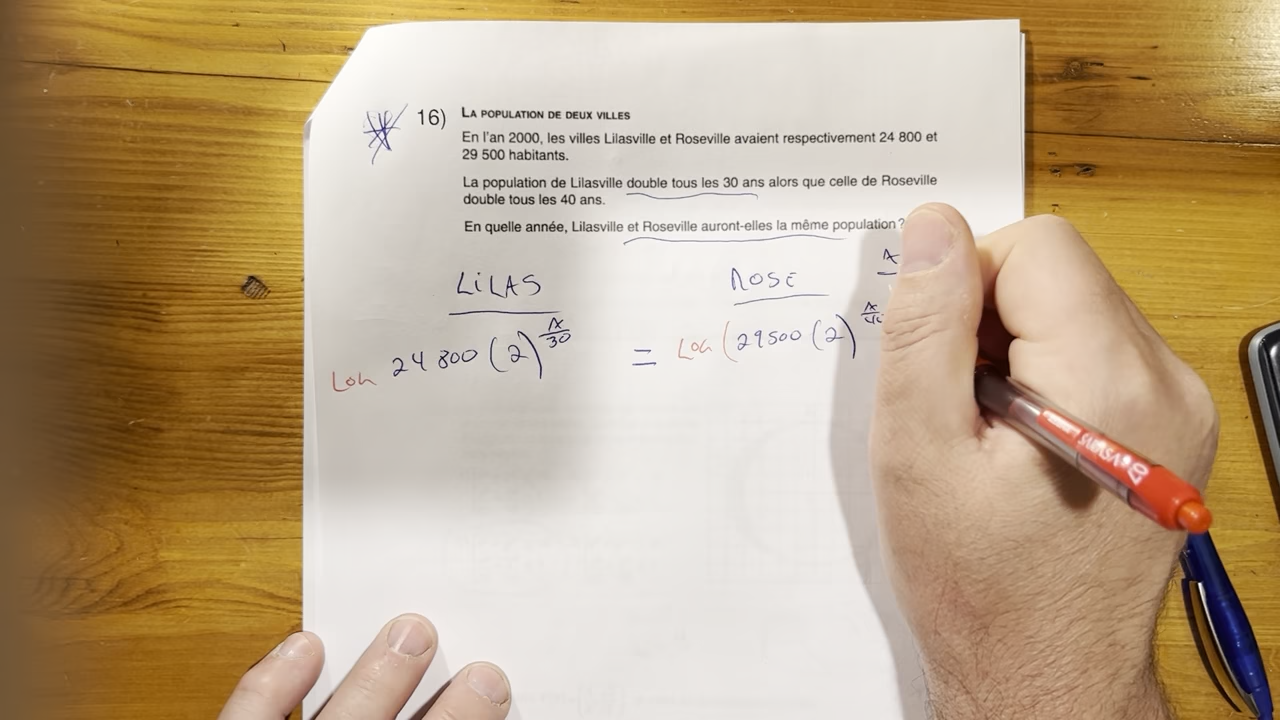 16) LA POPULATION DE DEUX VILLES
En l'an 2000, les villes Lilasville et Roseville avaient respectivement 24 800 et
29 500 habitants.
La population de Lilasville double tous les 30 ans alors que celle de Roseville
double tous les 40 ans.
En quelle année, Lilasville et Roseville auront-elles la même population?
LiLAS ROSE
Log 24 800 (2)^x/30 = Log (29500 (2)^x/40